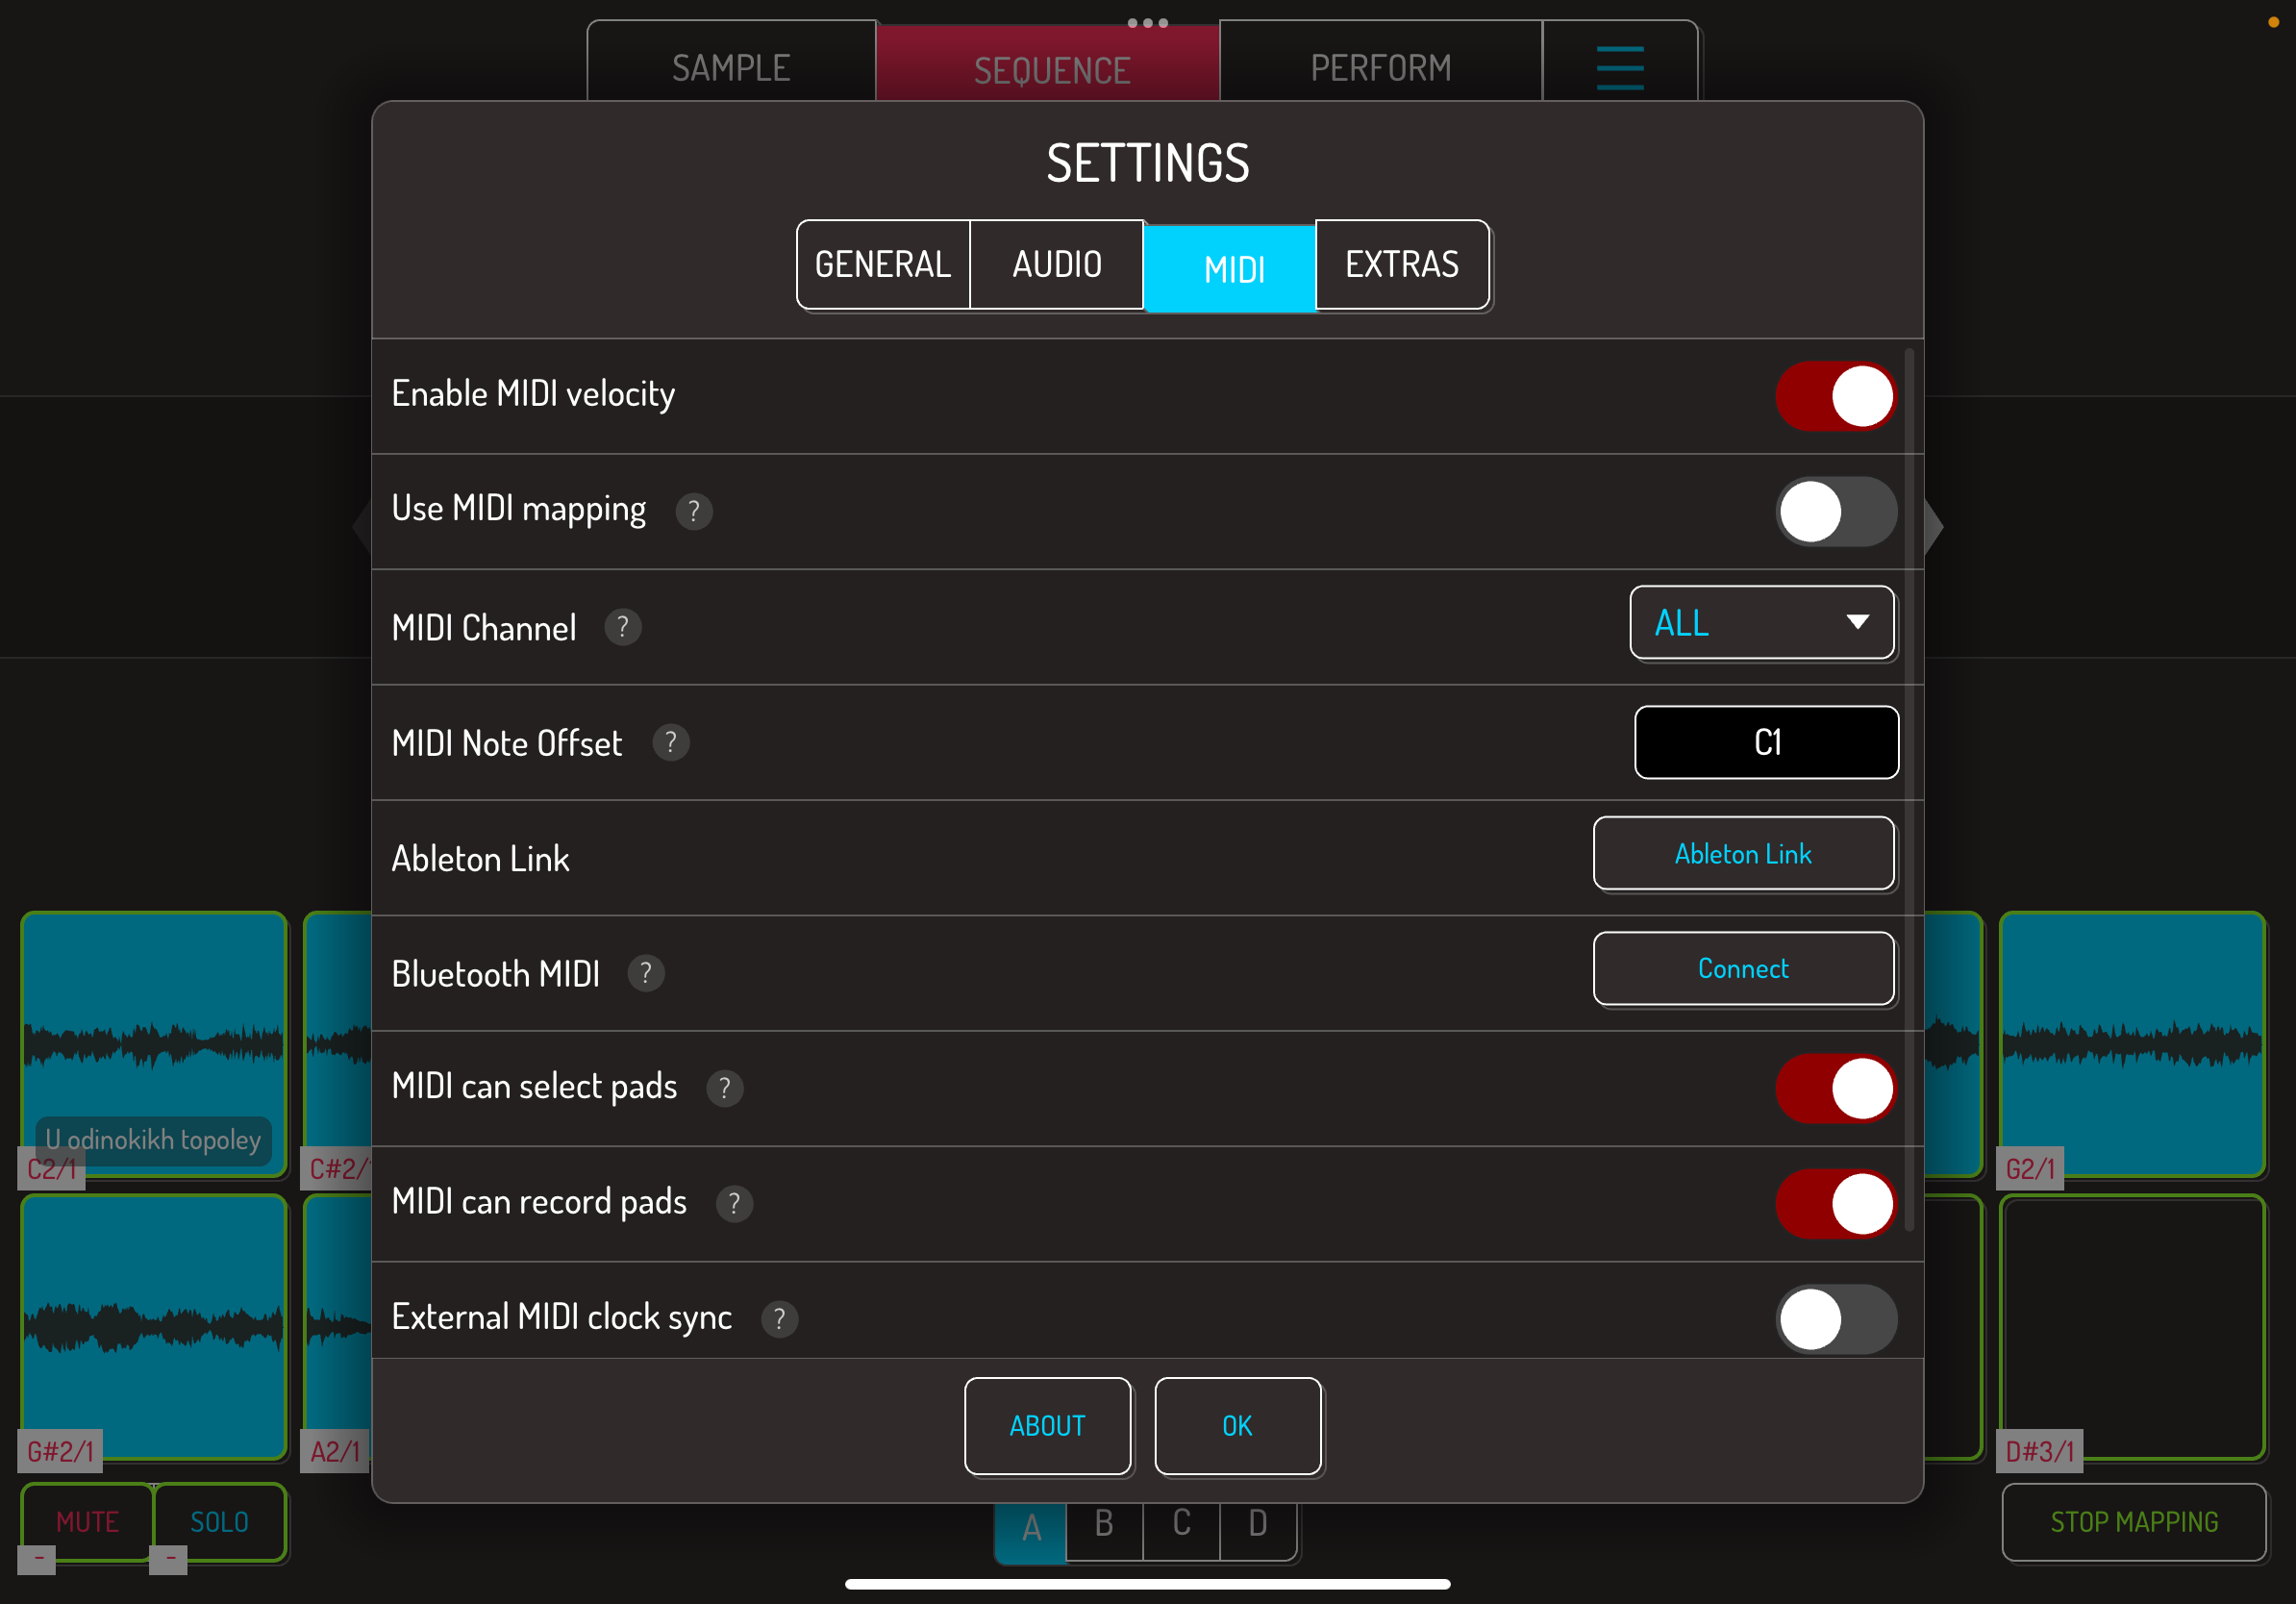 SAMPLE
SEQUENCE
PERFORM
SETTINGS
GENERAL
AUDIO
MIDI
EXTRAS
Enable MIDI velocity
Use MIDI mapping ?
MIDI Channel ?
ALL
MIDI Note Offset ?
C1
Ableton Link
Ableton Link
Bluetooth MIDI ?
Connect
MIDI can select pads ?
MIDI can record pads ?
External MIDI clock sync ?
ABOUT
OK
U odinokikh topoley
C2/1
C#2/
G2/1
G#2/1
A2/1
D#3/1
MUTE
SOLO
-
-
A
B
C
D
STOP MAPPING